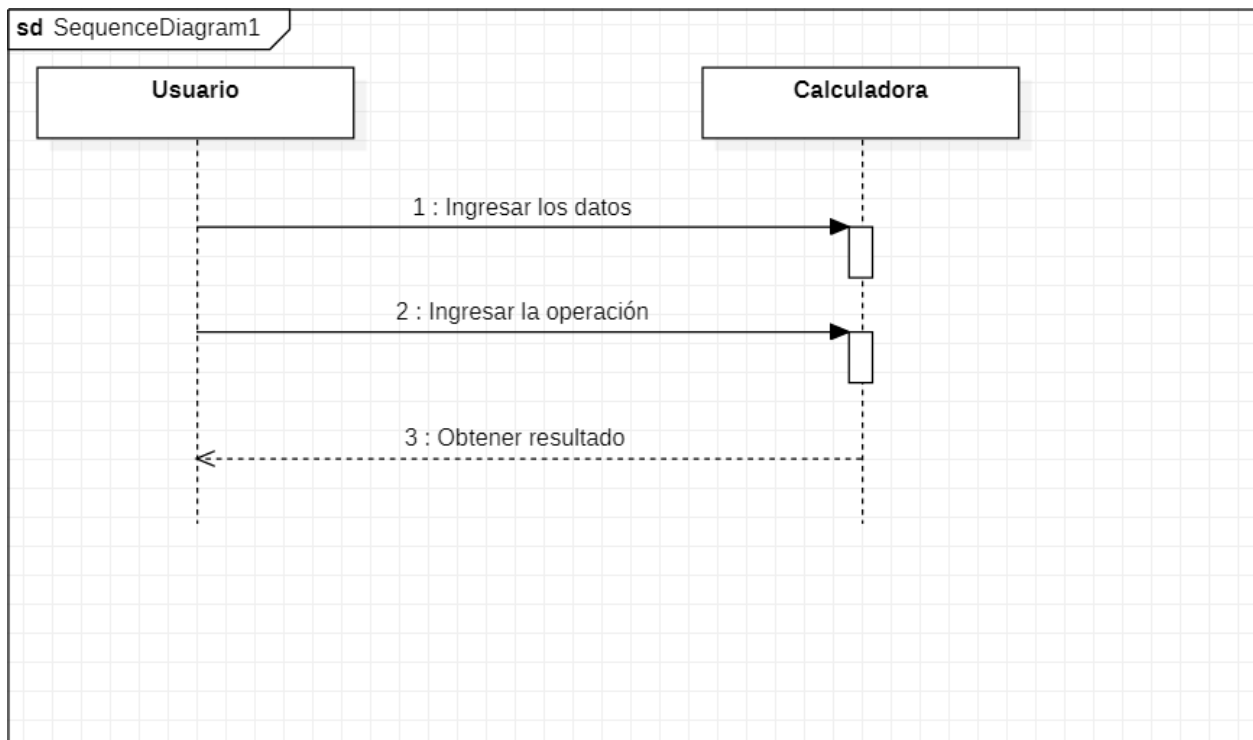 sd SequenceDiagram1
Usuario
Calculadora
1 : Ingresar los datos
2 : Ingresar la operación
3 : Obtener resultado